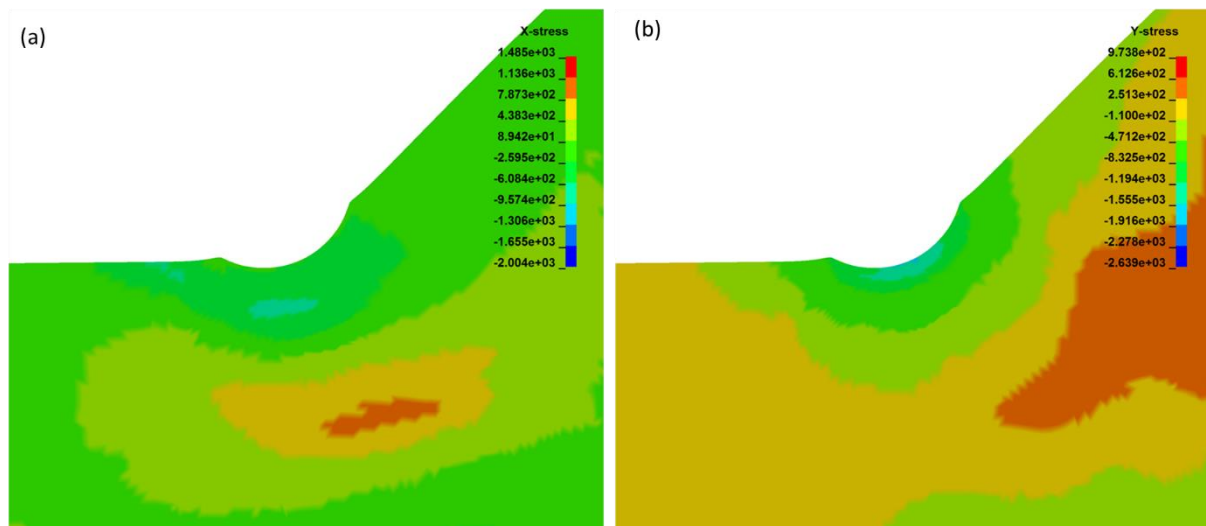 (a)
X-stress
1.485e+03
1.136e+03
7.873e+02
4.383e+02
8.942e+01
-2.595e+02
-6.084e+02
-9.574e+02
-1.306e+03
-1.655e+03
-2.004e+03
(b)
Y-stress
9.738e+02
6.126e+02
2.513e+02
-1.100e+02
-4.712e+02
-8.325e+02
-1.194e+03
-1.555e+03
-1.916e+03
-2.278e+03
-2.639e+03